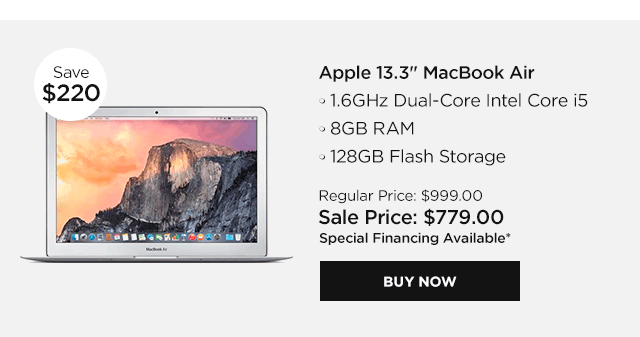 Save
$220
Apple 13.3" MacBook Air
◦ 1.6GHz Dual-Core Intel Core i5
◦ 8GB RAM
◦ 128GB Flash Storage
Regular Price: $999.00
Sale Price: $779.00
Special Financing Available*
BUY NOW
MacBook Air